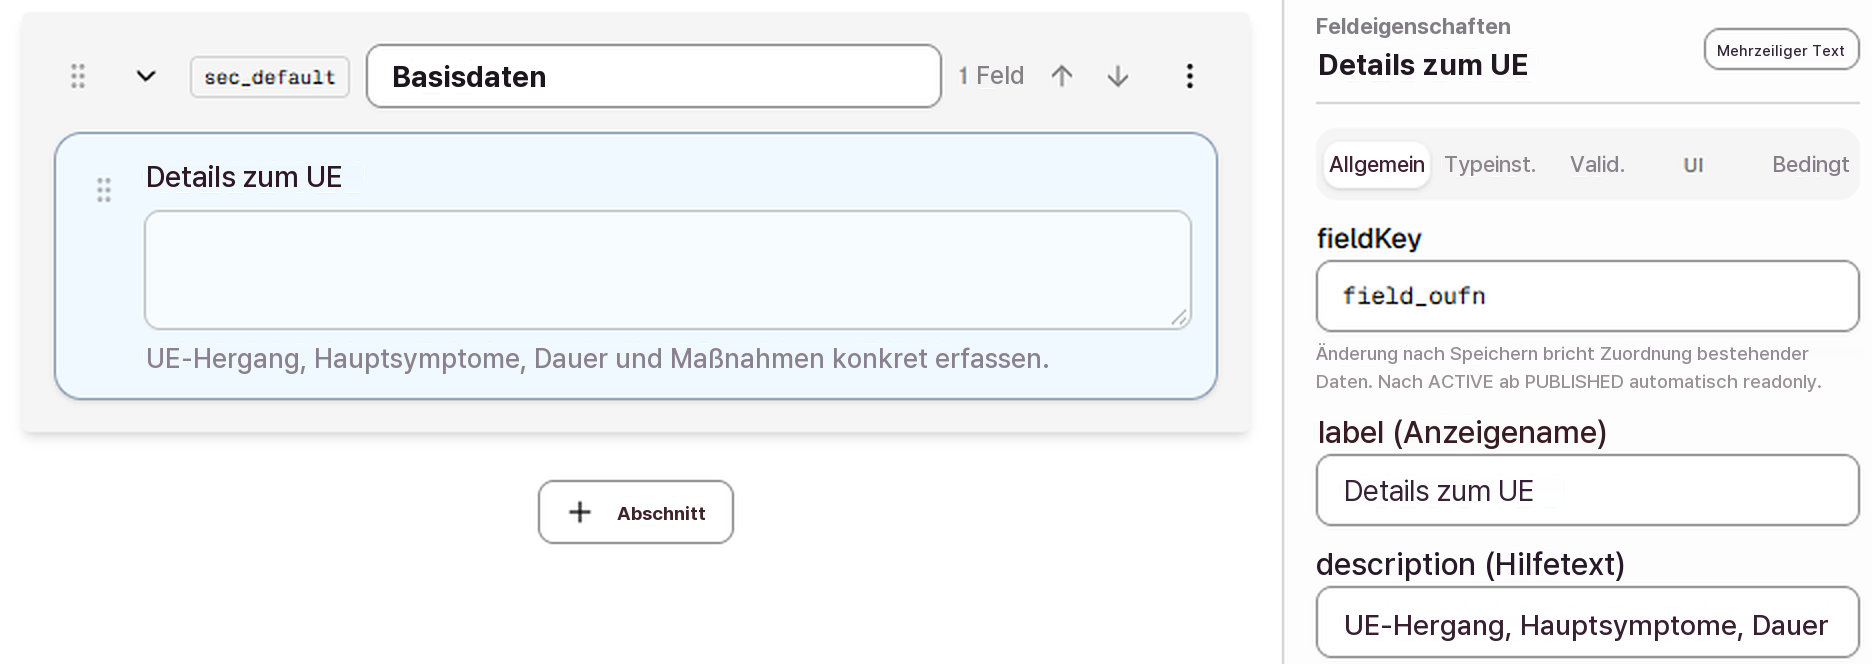 sec_default
Basisdaten
1 Feld
Details zum UE
UE-Hergang, Hauptsymptome, Dauer und Maßnahmen konkret erfassen.
Abschnitt
Feldeigenschaften
Details zum UE
Mehrzeiliger Text
Allgemein Typeinst. Valid. UI Bedingt
fieldKey
field_oufn
Änderung nach Speichern bricht Zuordnung bestehender
Daten. Nach ACTIVE ab PUBLISHED automatisch readonly.
label (Anzeigename)
Details zum UE
description (Hilfetext)
UE-Hergang, Hauptsymptome, Dauer